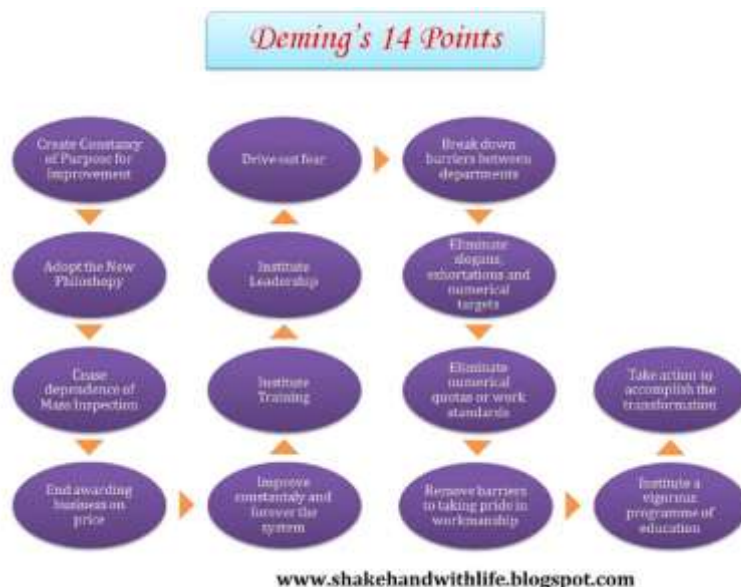 Deming's 14 Points
Create Constancy
of Purpose for
Improvement
Adopt the New
Philoshopy
Cease
dependence of
Mass Inspection
End awarding
business on
price
Improve
constantaly and
forever the
system
Institute
Training
Institute
Leadership
Drive out fear
Break down
barriers between
departments
Eliminate
slogans,
exhortations and
numerical
targets
Eliminate
numerical
quotas or work
standards
Remove barriers
to taking pride in
workmanship
Institute a
vigorous
programme of
education
Take action to
accomplish the
transformation
www.shakehandwithlife.blogspot.com